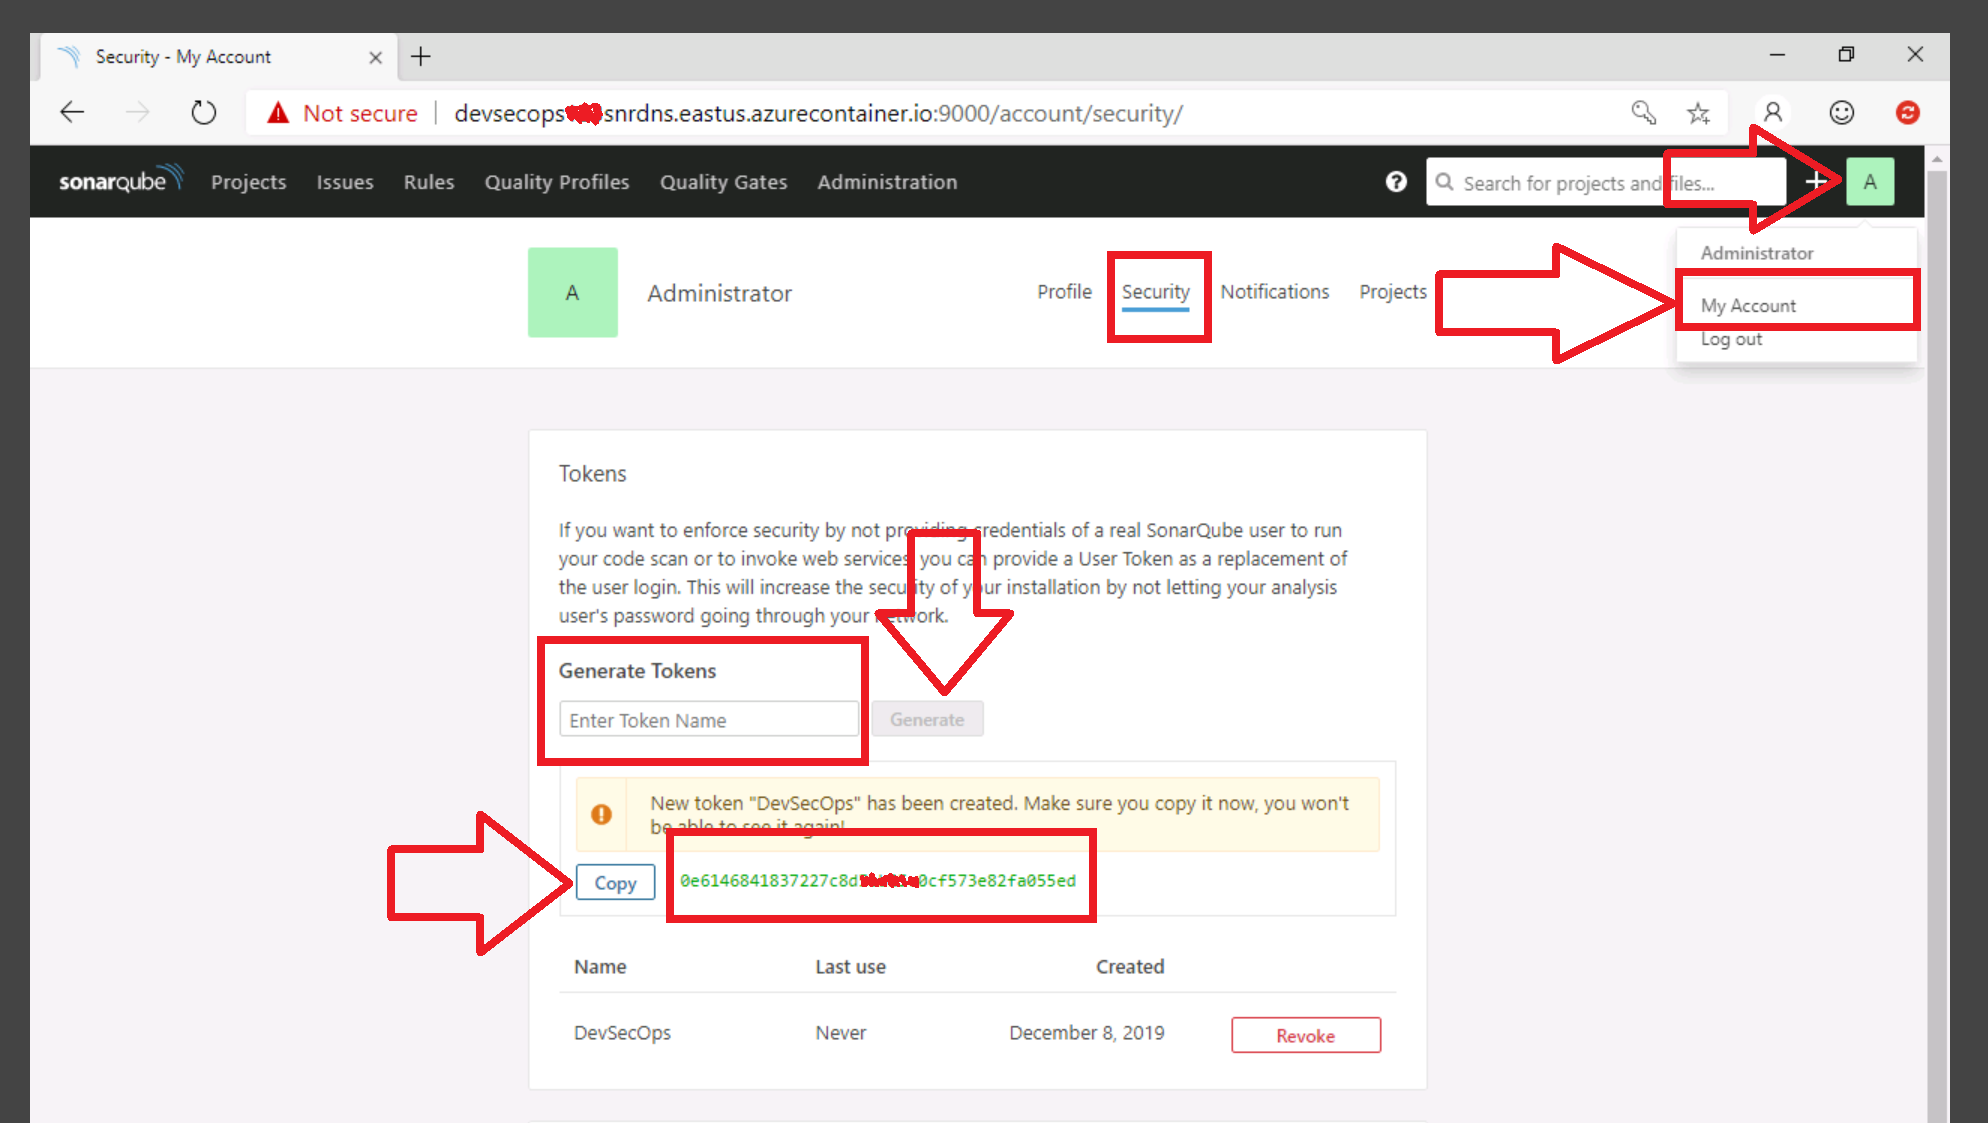 Security - My Account
Not secure devsecops snrdns.eastus.azurecontainer.io:9000/account/security/
sonarqube Projects Issues Rules Quality Profiles Quality Gates Administration ? Search for projects and files... + A
Administrator
My Account
Log out
A Administrator Profile Security Notifications Projects
Tokens
If you want to enforce security by not providing credentials of a real SonarQube user to run
your code scan or to invoke web services, you can provide a User Token as a replacement of
the user login. This will increase the security of your installation by not letting your analysis
user's password going through your network.
Generate Tokens
Enter Token Name Generate
New token "DevSecOps" has been created. Make sure you copy it now, you won't
be able to see it again!
Copy 0e6146841837227c8d 0cf573e82fa055ed
Name Last use Created
DevSecOps Never December 8, 2019 Revoke